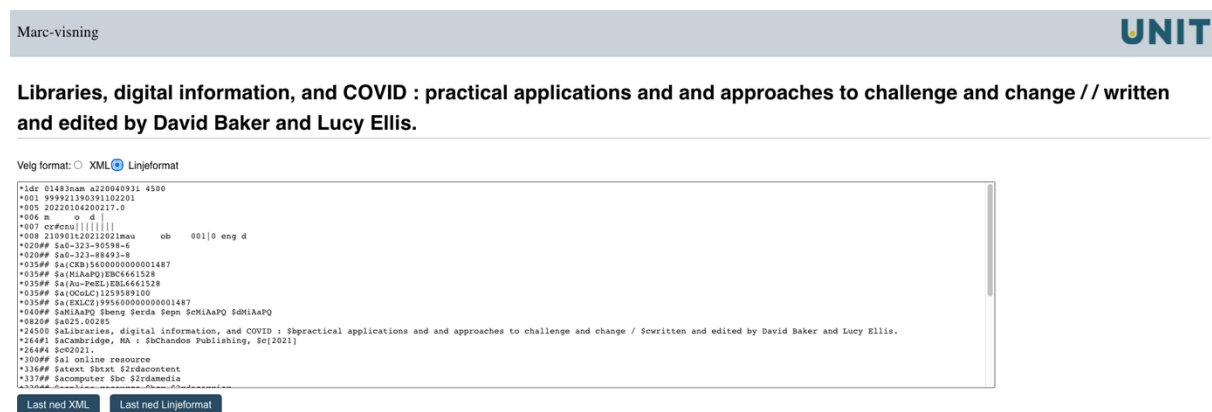 Marc-visning
UNIT
Libraries, digital information, and COVID : practical applications and and approaches to challenge and change / / written
and edited by David Baker and Lucy Ellis.
Velg format: XML Linjeformat
*ldr 01483nam a22004093i 4500
*001 999921390391102201
*005 20220104200217.0
*006 m     o  d |
*007 cr#cnu||||||||
*008 210901t20212021mau     ob    001|0 eng d
*020## $a0-323-90598-6
*020## $a0-323-88493-8
*035## $a(CKB)5600000000001487
*035## $a(MiAaPQ)EBC6661528
*035## $a(Au-PeEL)EBL6661528
*035## $a(OCoLC)1259589100
*035## $a(EXLCZ)995600000000001487
*040## $aMiAaPQ $beng $erda $epn $cMiAaPQ $dMiAaPQ
*0820# $a025.00285
*24500 $aLibraries, digital information, and COVID : $bpractical applications and and approaches to challenge and change / $cwritten and edited by David Baker and Lucy Ellis.
*264#1 $aCambridge, MA : $bChandos Publishing, $c[2021]
*264#4 $c©2021.
*300## $a1 online resource
*336## $atext $btxt $2rdacontent
*337## $acomputer $bc $2rdamedia
Last ned XML Last ned Linjeformat